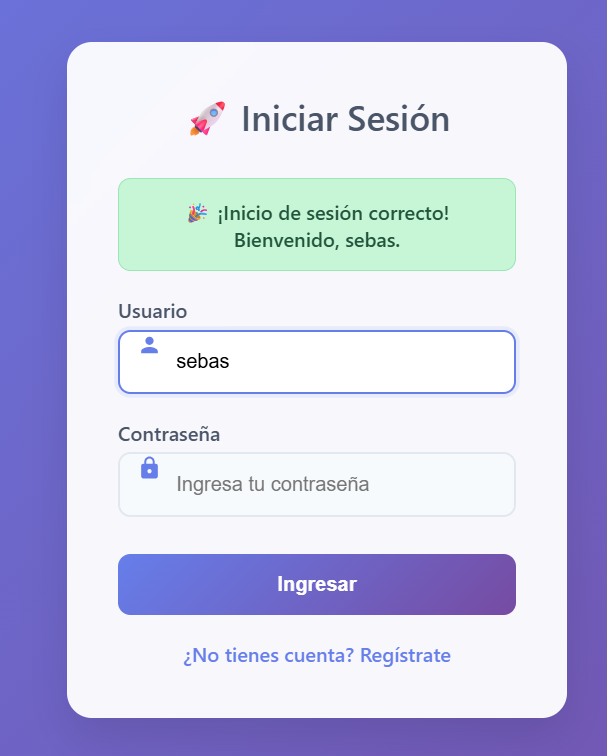 🚀 Iniciar Sesión
🎉 ¡Inicio de sesión correcto!
Bienvenido, sebas.
Usuario
sebas
Contraseña
Ingresa tu contraseña
Ingresar
¿No tienes cuenta? Regístrate